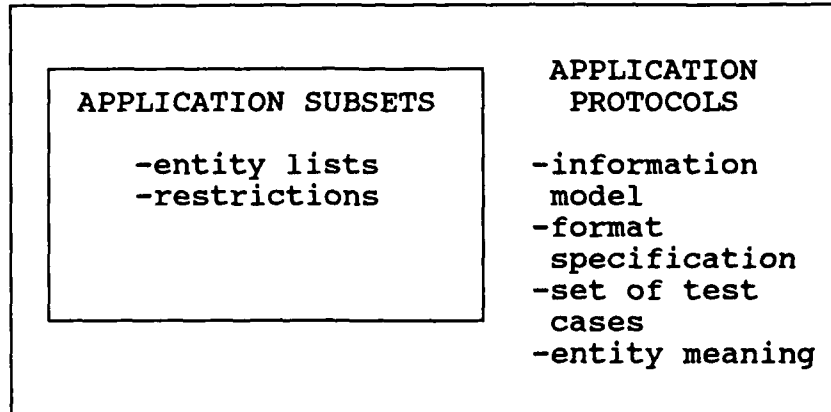 APPLICATION SUBSETS
-entity lists
-restrictions
APPLICATION
PROTOCOLS
-information
model
-format
specification
-set of test
cases
-entity meaning